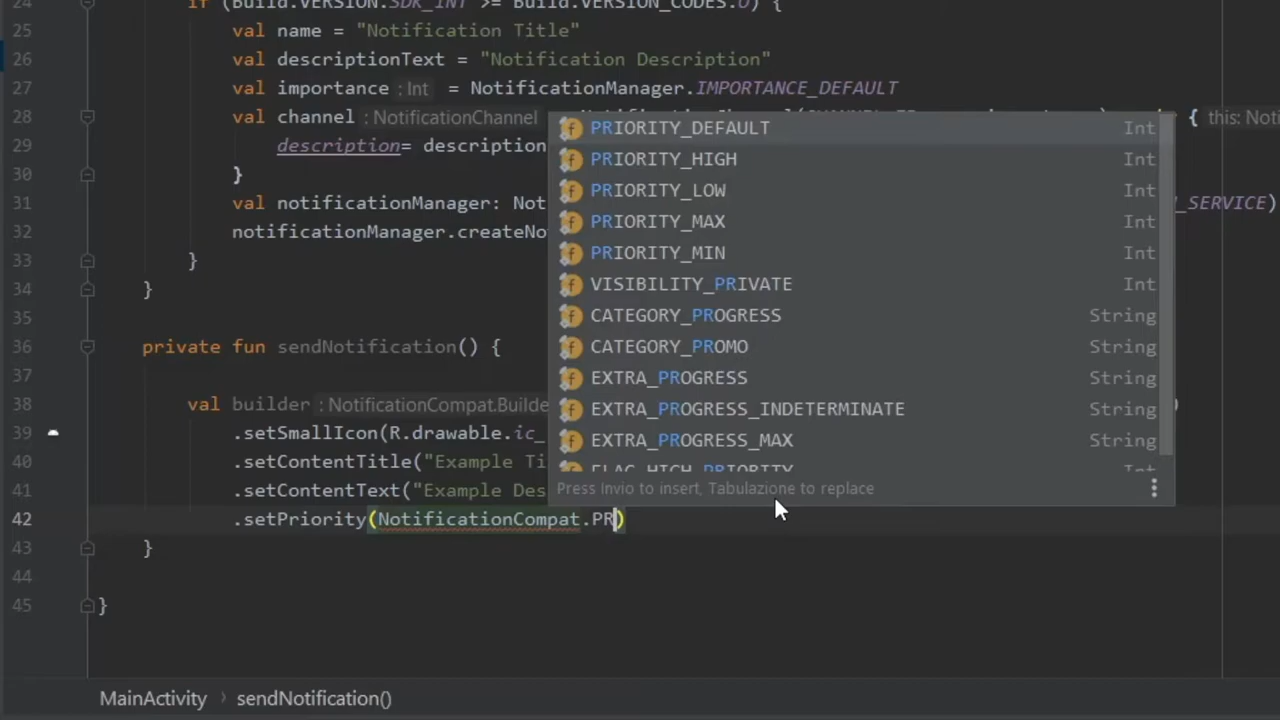 24 if (Build.VERSION.SDK_INT >= Build.VERSION_CODES.O) {
25 val name = "Notification Title"
26 val descriptionText = "Notification Description"
27 val importance : Int = NotificationManager.IMPORTANCE_DEFAULT
28 val channel : NotificationChannel { this: Noti
29 description= description
30 }
31 val notificationManager: Not _SERVICE)
32 notificationManager.createNo
33 }
34 }
35
36 private fun sendNotification() {
37
38 val builder : NotificationCompat.Builde )
39 .setSmallIcon(R.drawable.ic_
40 .setContentTitle("Example Ti
41 .setContentText("Example Des
42 .setPriority(NotificationCompat.PR)
43 }
44
45 }
PRIORITY_DEFAULT Int
PRIORITY_HIGH Int
PRIORITY_LOW Int
PRIORITY_MAX Int
PRIORITY_MIN Int
VISIBILITY_PRIVATE Int
CATEGORY_PROGRESS String
CATEGORY_PROMO String
EXTRA_PROGRESS String
EXTRA_PROGRESS_INDETERMINATE String
EXTRA_PROGRESS_MAX String
FLAG_HIGH_PRIORITY Int
Press Invio to insert, Tabulazione to replace
MainActivity › sendNotification()